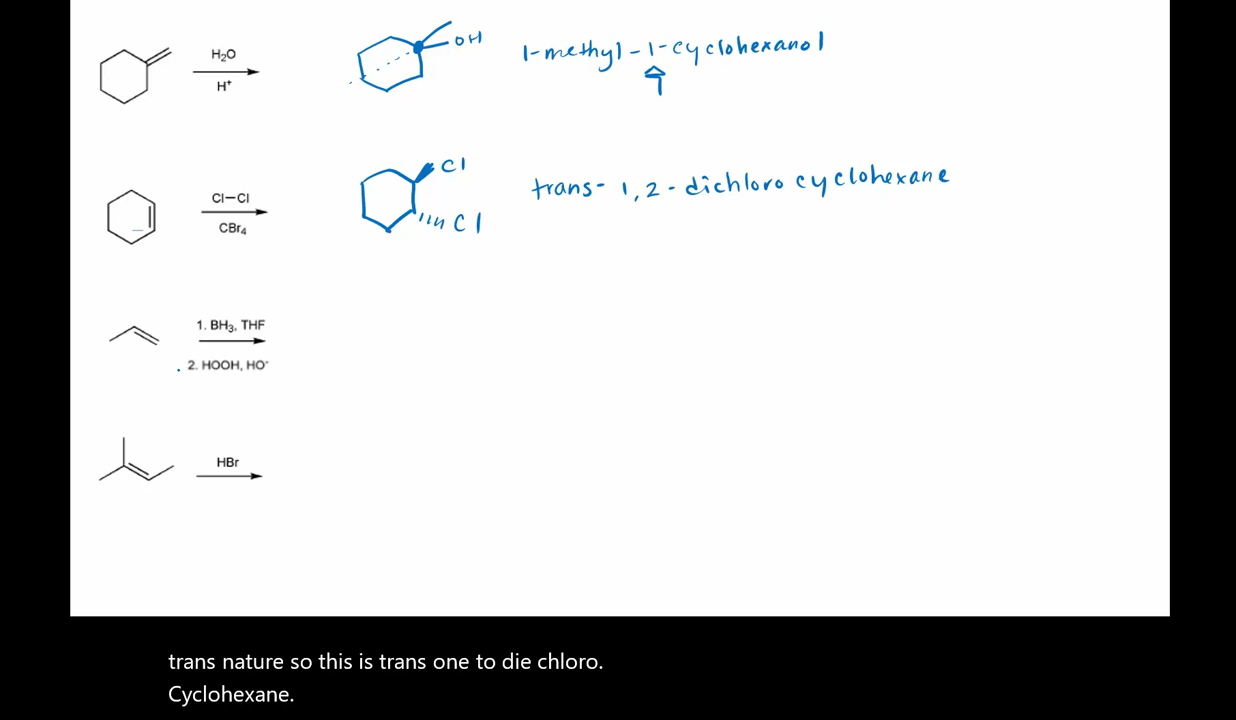 H₂O
H⁺
OH
1-methyl-1-cyclohexanol
Cl—Cl
CBr₄
Cl
Cl
trans- 1,2-dichloro cyclohexane
1. BH₃, THF
2. HOOH, HO⁻
HBr
trans nature so this is trans one to die chloro.
Cyclohexane.